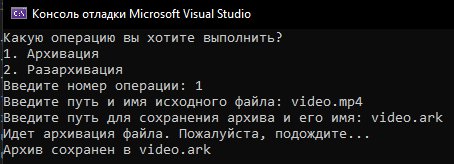 Консоль отладки Microsoft Visual Studio
Какую операцию вы хотите выполнить?
1. Архивация
2. Разархивация
Введите номер операции: 1
Введите путь и имя исходного файла: video.mp4
Введите путь для сохранения архива и его имя: video.ark
Идет архивация файла. Пожалуйста, подождите...
Архив сохранен в video.ark